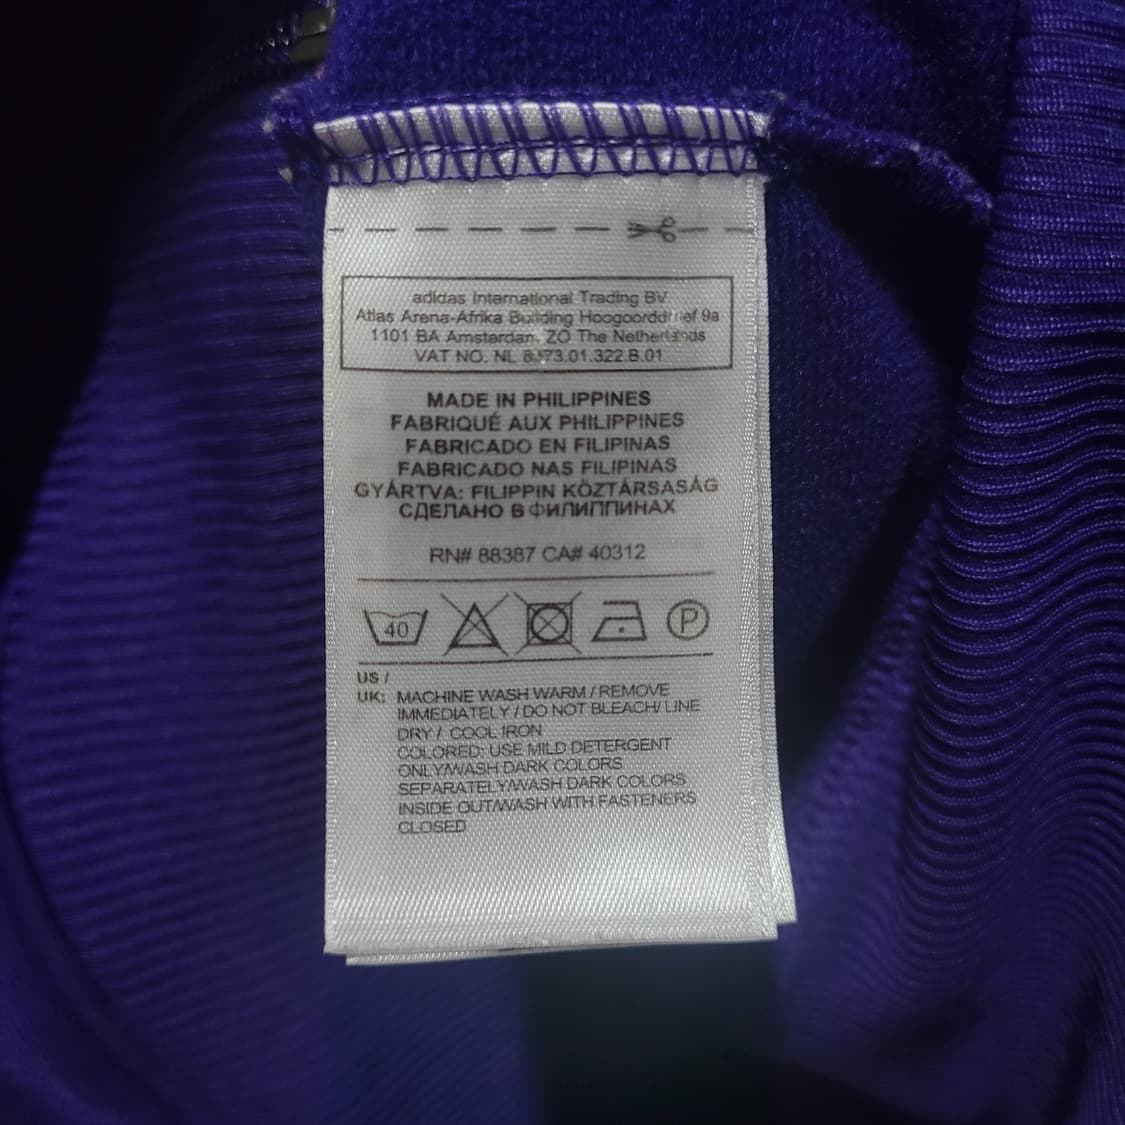 adidas International Trading BV
Atlas Arena-Afrika Building 9a
1101 BA Amsterdam, ZO The Netherlands
VAT NO. NL
MADE IN PHILIPPINES
FABRIQUÉ AUX PHILIPPINES
FABRICADO EN FILIPINAS
FABRICADO NAS FILIPINAS
GYÁRTVA: FILIPPIN KÖZTÁRSASÁG
СДЕЛАНО В ФИЛИППИНАХ
RN# 88387 CA# 40312
40 P
US /
UK: MACHINE WASH WARM / REMOVE
IMMEDIATELY / DO NOT BLEACH/ LINE
DRY / COOL IRON
COLORED: USE MILD DETERGENT
ONLY/WASH DARK COLORS
SEPARATELY/WASH DARK COLORS
INSIDE OUT/WASH WITH FASTENERS
CLOSED